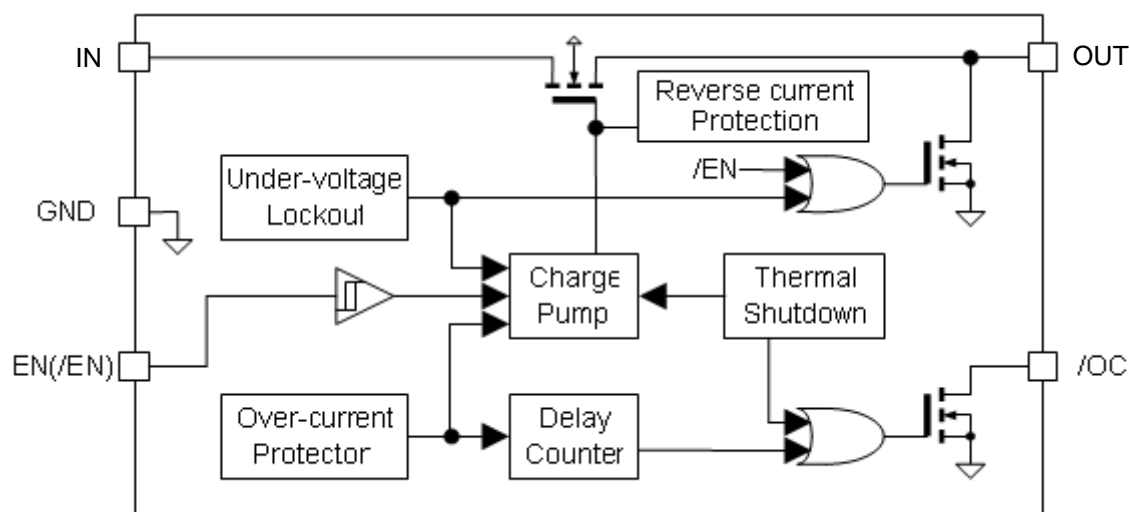 IN
OUT
Reverse current
Protection
/EN
Under-voltage
Lockout
GND
Charge
Pump
Thermal
Shutdown
EN(/EN)
/OC
Over-current
Protector
Delay
Counter